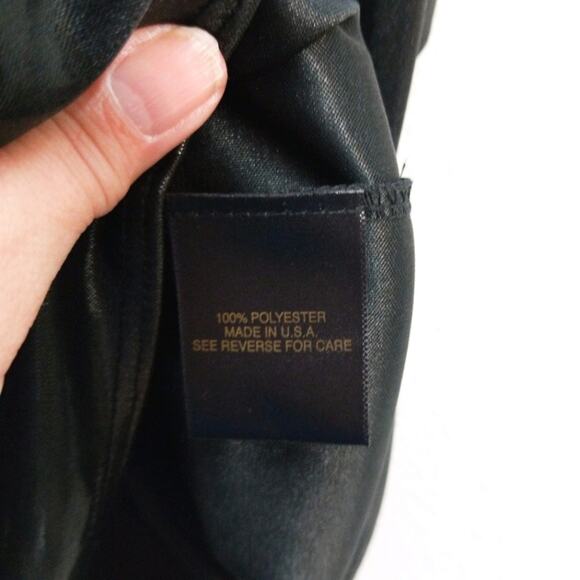 100% POLYESTER
MADE IN U.S.A.
SEE REVERSE FOR CARE